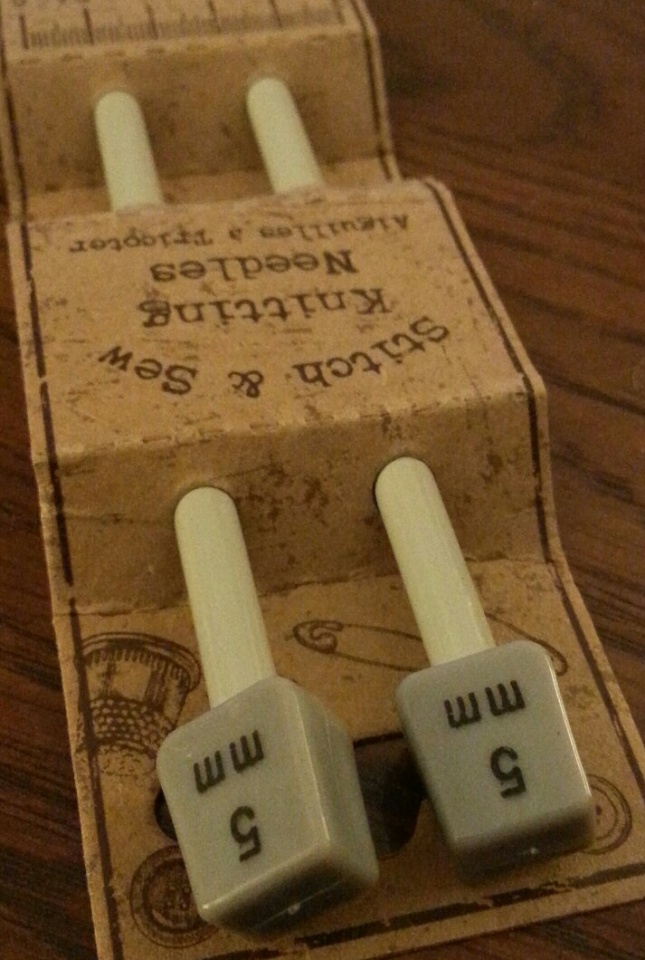 Stitch & Sew
Knitting
Needles
Aiguilles à Tricoter
5
mm
5
mm